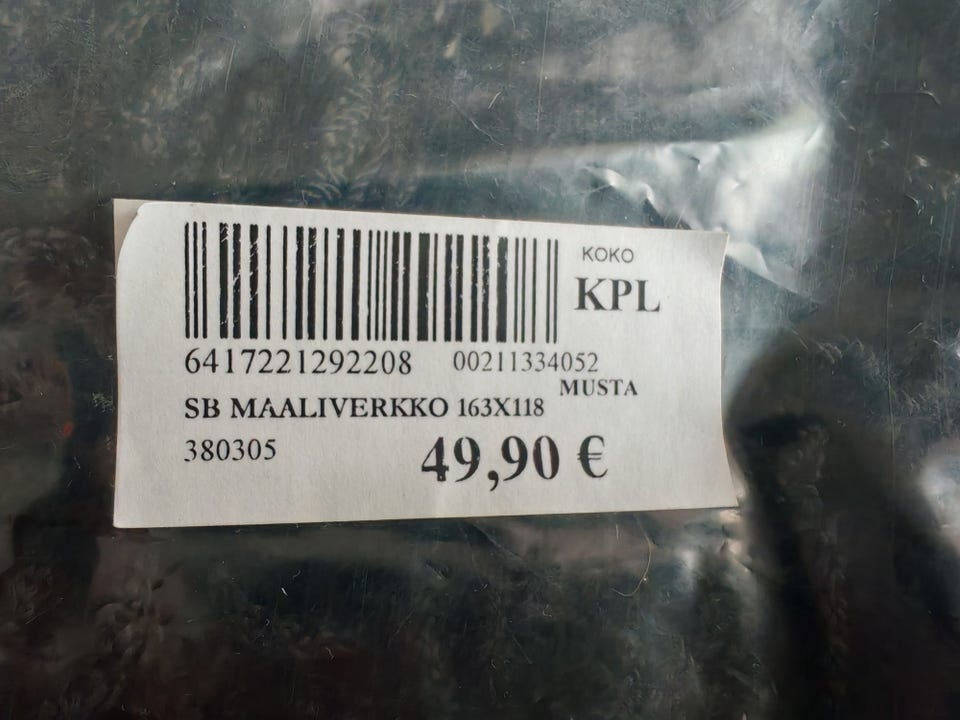 KOKO
KPL
6417221292208 00211334052
MUSTA
SB MAALIVERKKO 163X118
380305 49,90 €